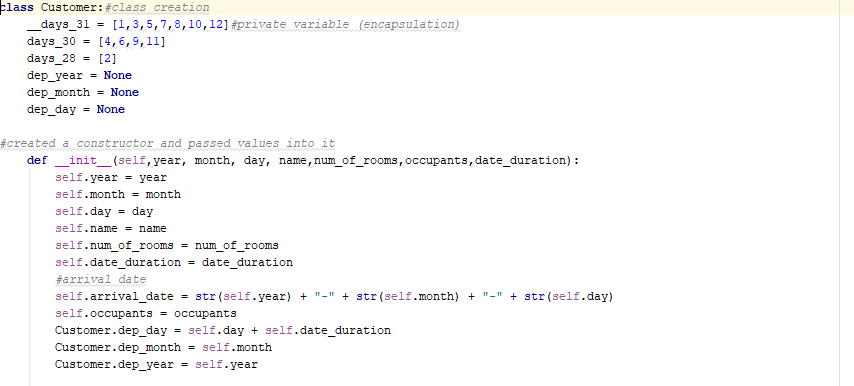 class Customer:#class creation
    __days_31 = [1,3,5,7,8,10,12]#private variable (encapsulation)
    days_30 = [4,6,9,11]
    days_28 = [2]
    dep_year = None
    dep_month = None
    dep_day = None
#created a constructor and passed values into it
    def __init__(self,year, month, day, name,num_of_rooms,occupants,date_duration):
        self.year = year
        self.month = month
        self.day = day
        self.name = name
        self.num_of_rooms = num_of_rooms
        self.date_duration = date_duration
        #arrival date
        self.arrival_date = str(self.year) + "-" + str(self.month) + "-" + str(self.day)
        self.occupants = occupants
        Customer.dep_day = self.day + self.date_duration
        Customer.dep_month = self.month
        Customer.dep_year = self.year